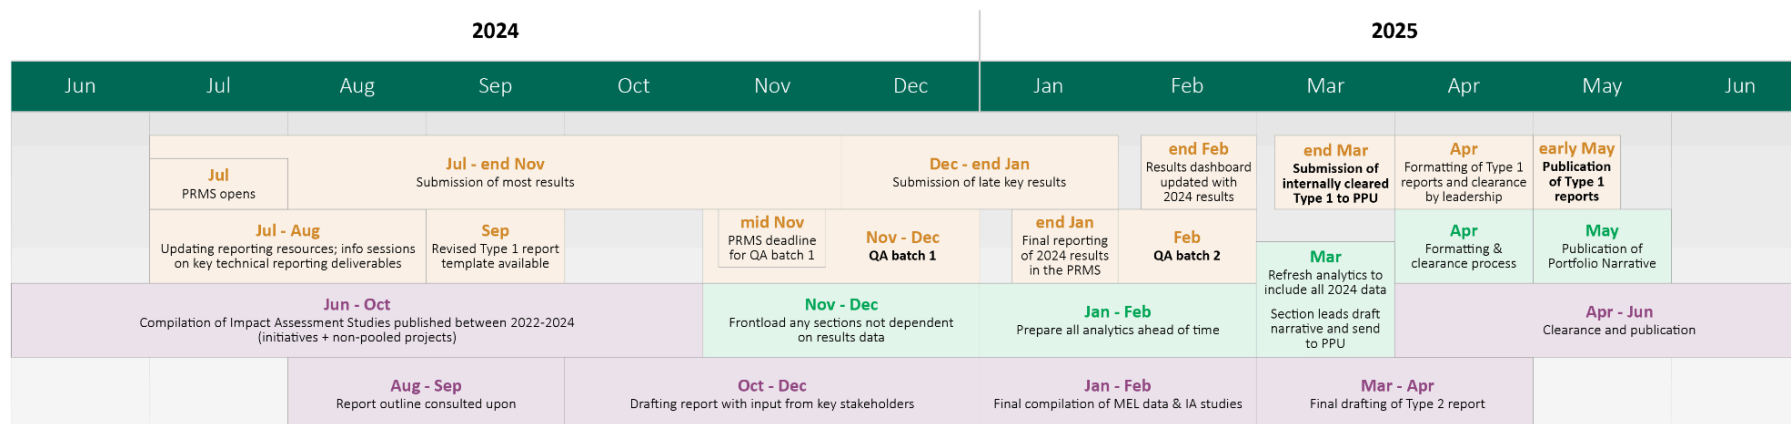 2024
2025
Jun
Jul
Aug
Sep
Oct
Nov
Dec
Jan
Feb
Mar
Apr
May
Jun
Jul
PRMS opens
Jul - end Nov
Submission of most results
Dec - end Jan
Submission of late key results
end Feb
Results dashboard
updated with
2024 results
end Mar
Submission of
internally cleared
Type 1 to PPU
Apr
Formatting of Type 1
reports and clearance
by leadership
early May
Publication
of Type 1
reports
Jul - Aug
Updating reporting resources; info sessions
on key technical reporting deliverables
Sep
Revised Type 1 report
template available
mid Nov
PRMS deadline
for QA batch 1
Nov - Dec
QA batch 1
end Jan
Final reporting
of 2024 results
in the PRMS
Feb
QA batch 2
Mar
Refresh analytics to
include all 2024 data
Section leads draft
narrative and send
to PPU
Apr
Formatting &
clearance process
May
Publication of
Portfolio Narrative
Jun - Oct
Compilation of Impact Assessment Studies published between 2022-2024
(initiatives + non-pooled projects)
Nov - Dec
Frontload any sections not dependent
on results data
Jan - Feb
Prepare all analytics ahead of time
Apr - Jun
Clearance and publication
Aug - Sep
Report outline consulted upon
Oct - Dec
Drafting report with input from key stakeholders
Jan - Feb
Final compilation of MEL data & IA studies
Mar - Apr
Final drafting of Type 2 report